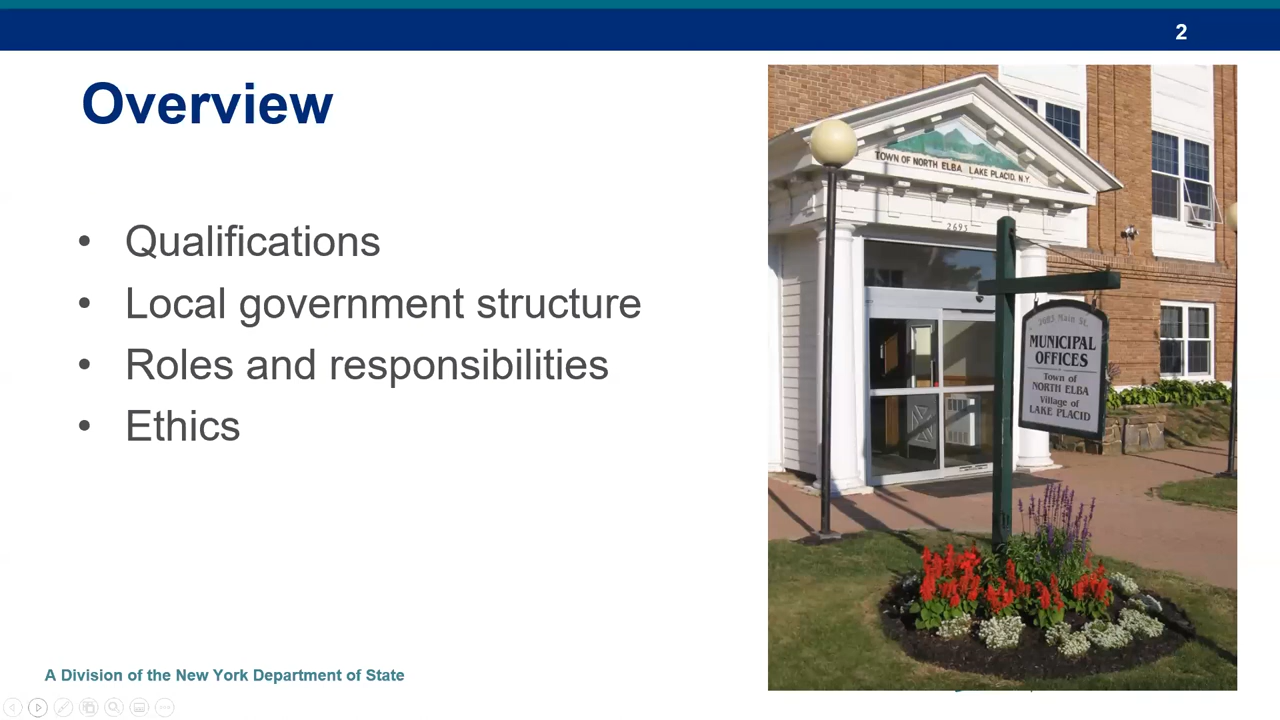 2
Overview
• Qualifications
• Local government structure
• Roles and responsibilities
• Ethics
TOWN OF NORTH ELBA LAKE PLACID, N.Y.
2693
Main St.
MUNICIPAL
OFFICES
Town of
NORTH ELBA
Village of
LAKE PLACID
A Division of the New York Department of State